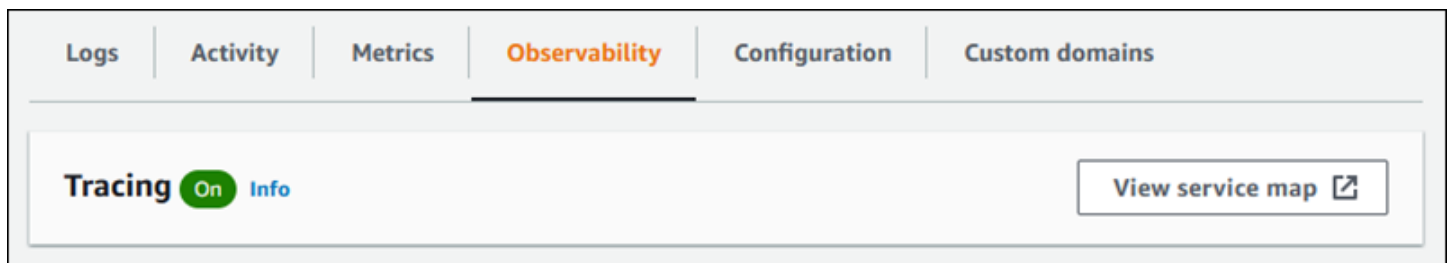 Logs Activity Metrics Observability Configuration Custom domains
Tracing On Info View service map